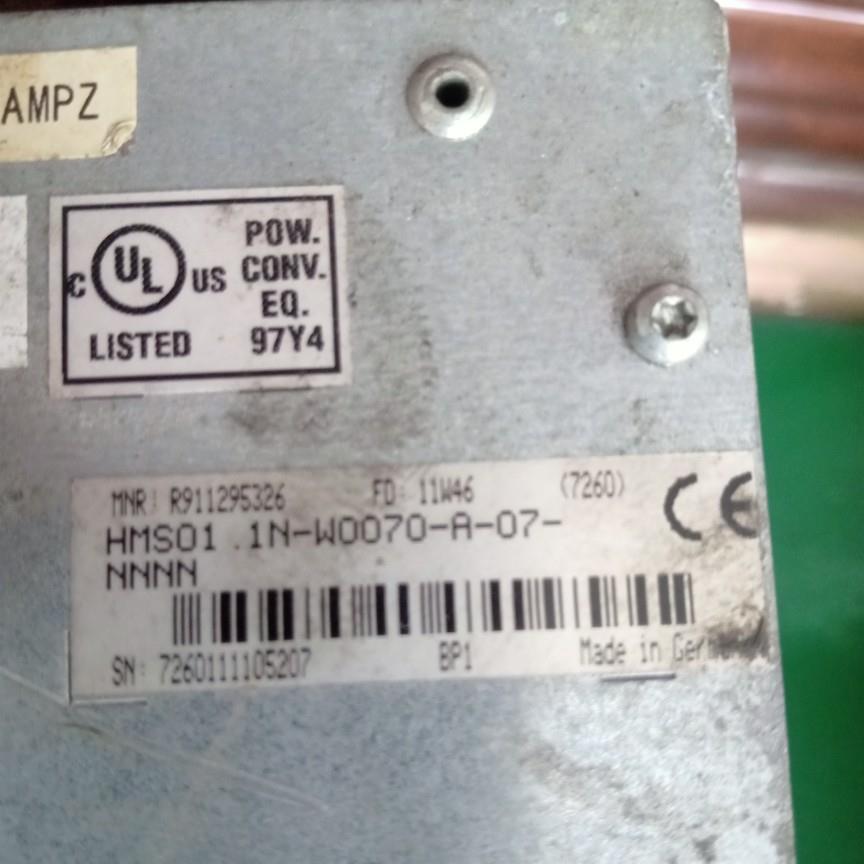 AMPZ
C UL US
LISTED
POW.
CONV.
EQ.
97Y4
MNR: R911295326 FD: 11W46 (7260)
CE
HMS01.1N-W0070-A-07-
NNNN
SN: 7260111105207 BP1 Made in